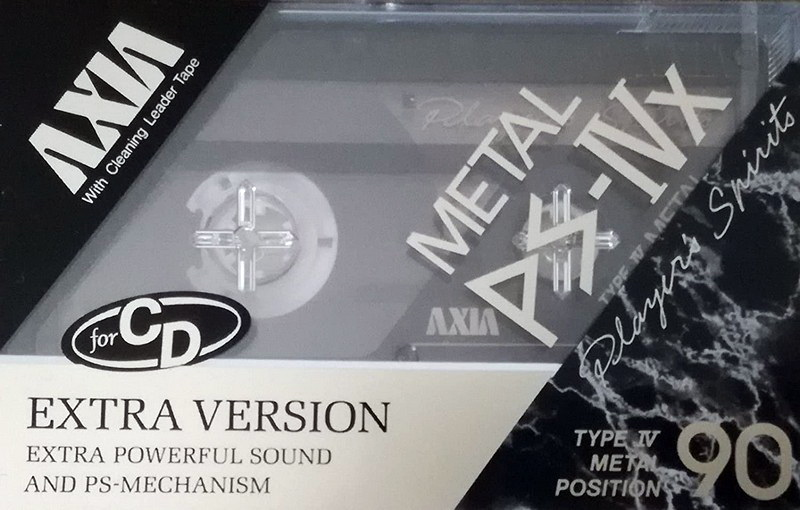 AXIA
With Cleaning Leader Tape
METAL
PS-IVx
Player's Spirits
TYPE IV METAL
AXIA
for CD
EXTRA VERSION
EXTRA POWERFUL SOUND
AND PS-MECHANISM
TYPE IV
METAL
POSITION
90